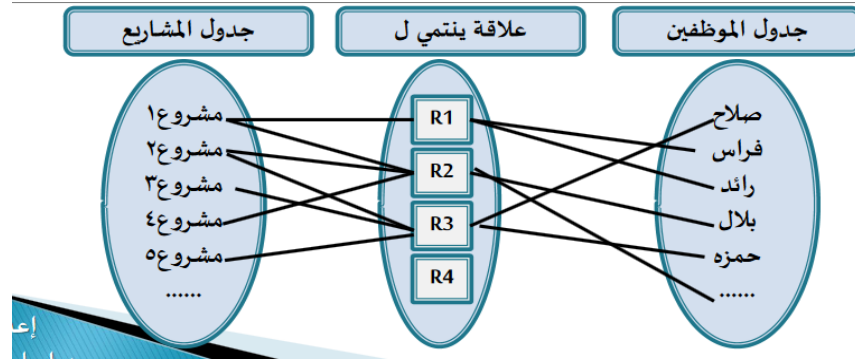 جدول الموظفين
علاقة ينتمي ل
جدول المشاريع
صلاح
فراس
رائد
بلال
حمزه
......
R1
R2
R3
R4
مشروع١
مشروع٢
مشروع٣
مشروع٤
مشروع٥
......